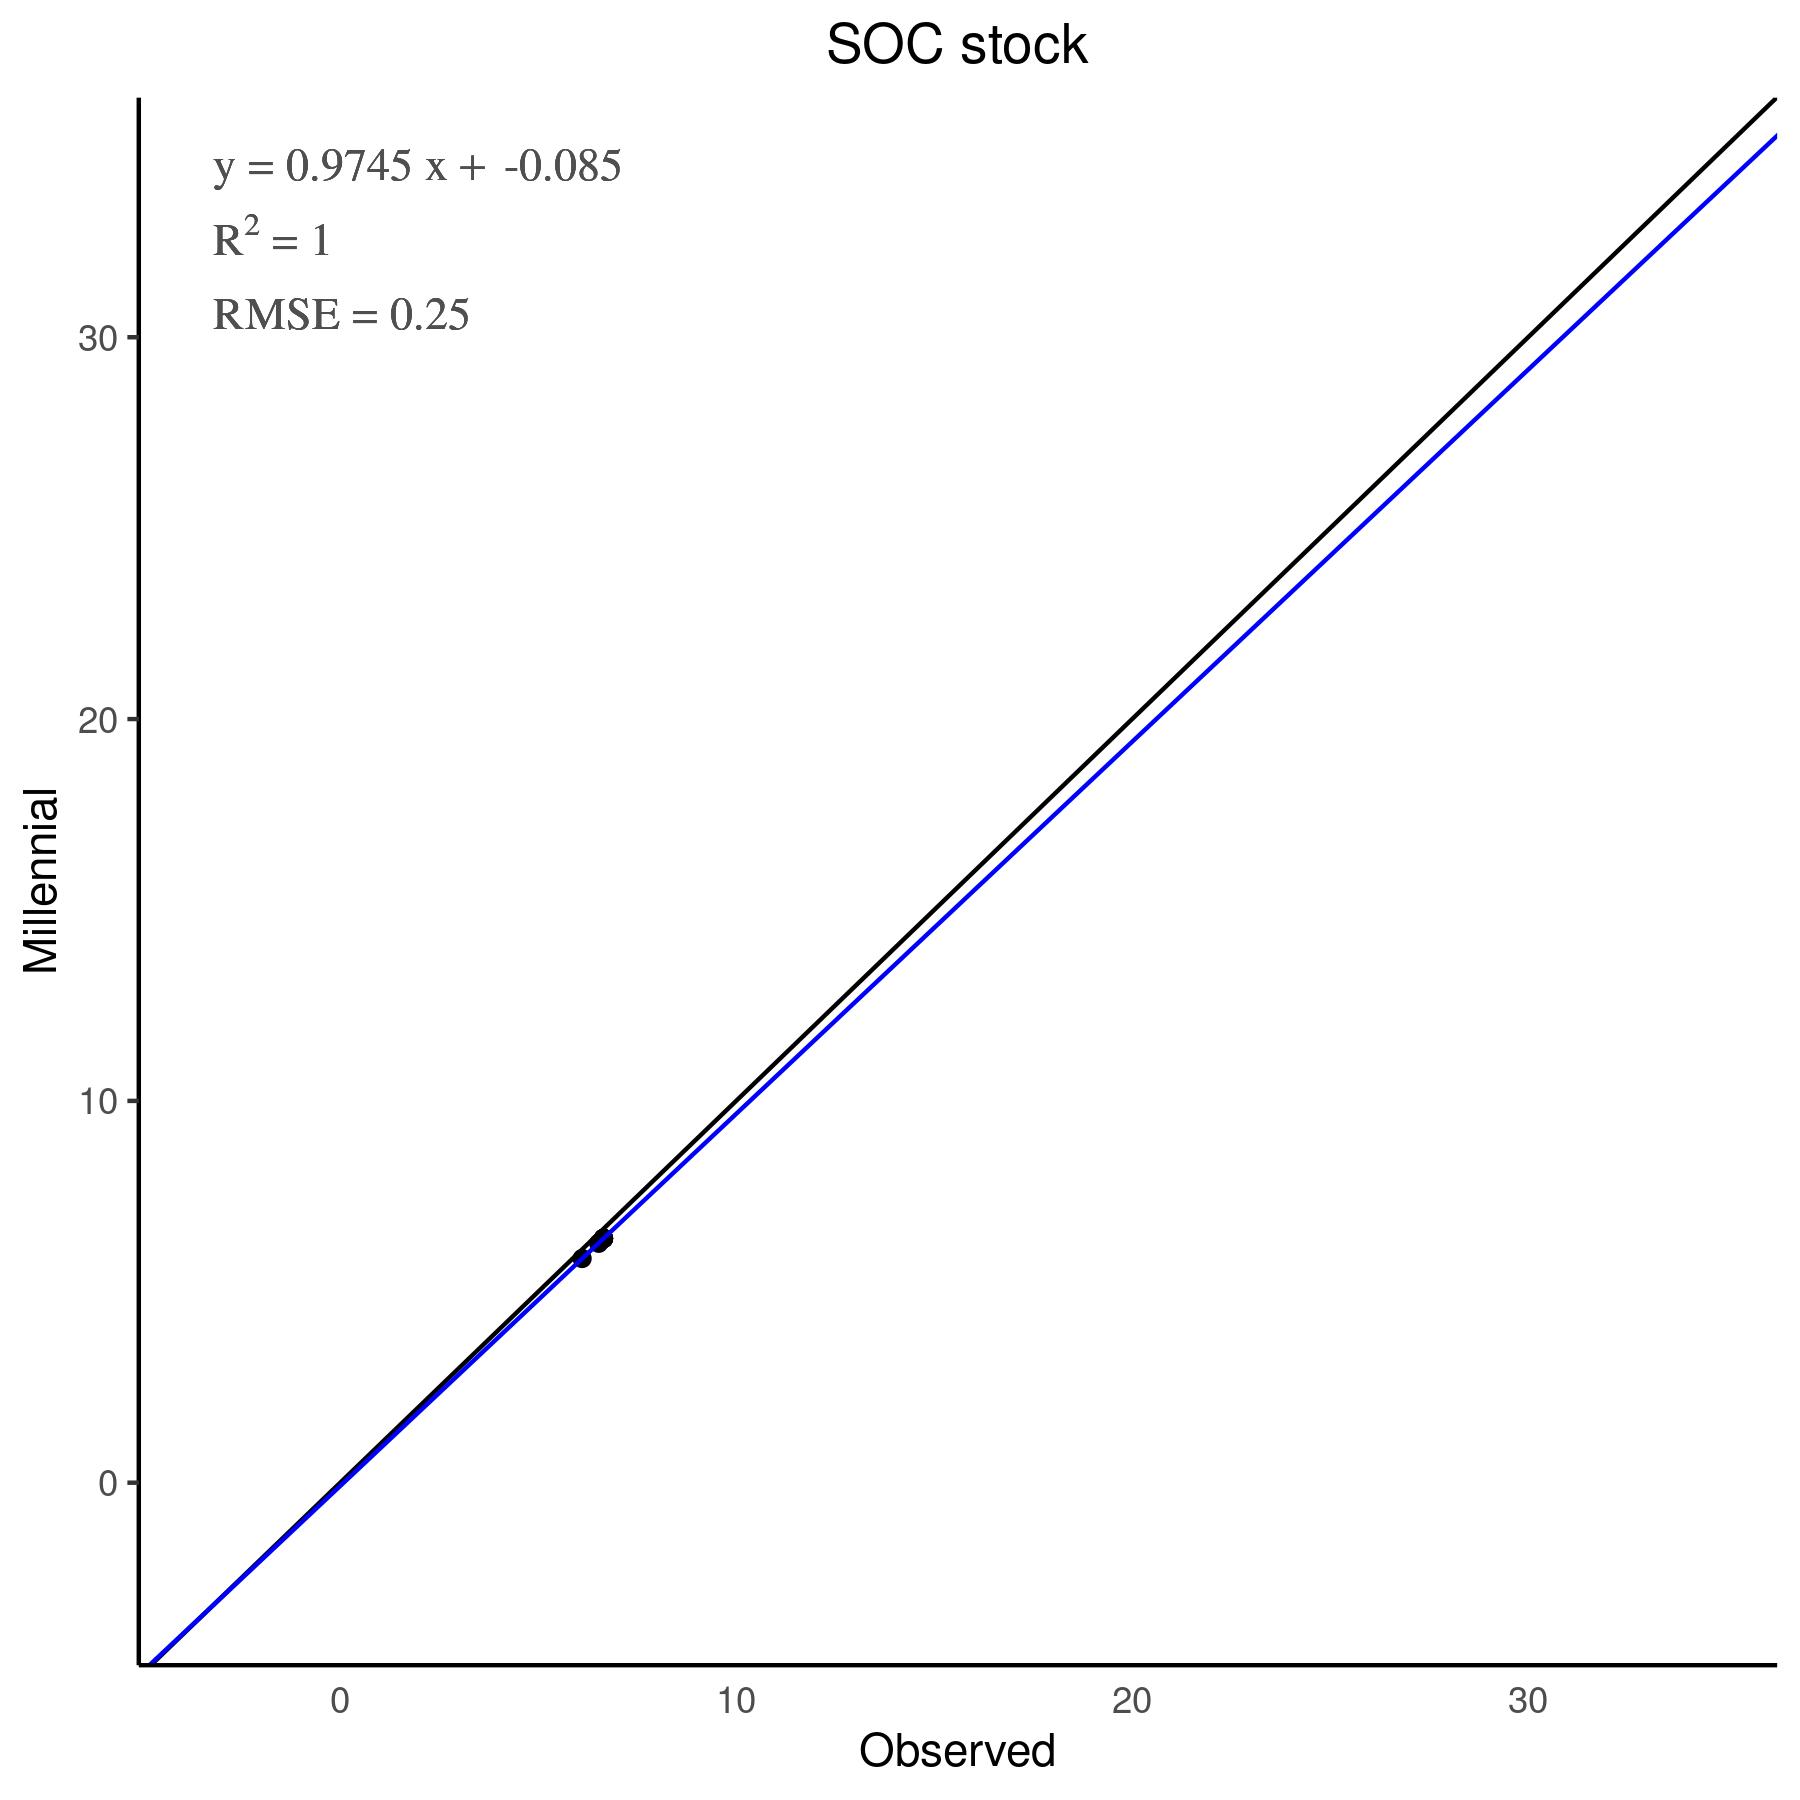 SOC stock
y = 0.9745 x + -0.085
R² = 1
RMSE = 0.25
30
20
10
0
Millennial
0 10 20 30
Observed